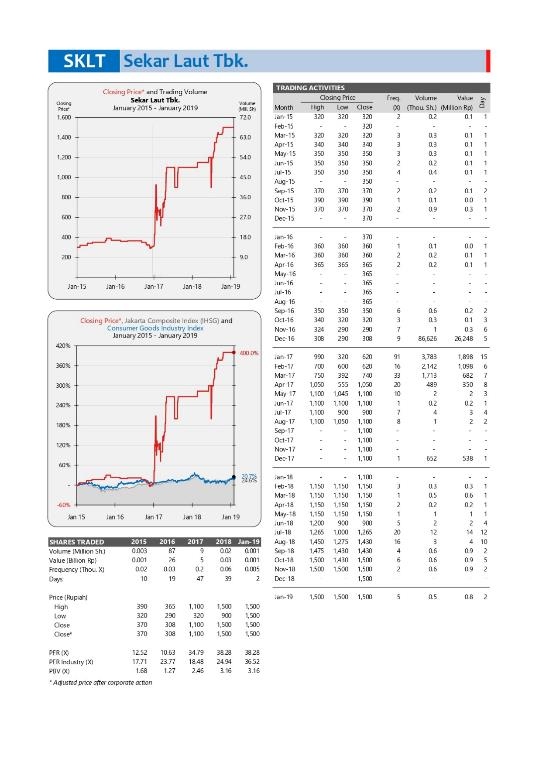 SKLT Sekar Laut Tbk.
Closing Price* and Trading Volume
Sekar Laut Tbk.
January 2015 - January 2019
Closing Price*
Volume (Mill. Sh)
1,600 72.0
1,400 63.0
1,200 54.0
1,000 45.0
800 36.0
600 27.0
400 18.0
200 9.0
Jan-15 Jan-16 Jan-17 Jan-18 Jan-19
Closing Price*, Jakarta Composite Index (IHSG) and
Consumer Goods Industry Index
January 2015 - January 2019
420%
400.0%
360%
300%
240%
180%
120%
60%
-
-60%
24.6%
Jan 15 Jan 16 Jan 17 Jan 18 Jan 19
SHARES TRADED 2015 2016 2017 2018 Jan-19
Volume (Million Sh.) 0.003 87 9 0.02 0.001
Value (Billion Rp) 0.001 26 5 0.03 0.001
Frequency (Thou. X) 0.02 0.03 0.2 0.06 0.005
Days 10 19 47 39 2
Price (Rupiah)
High 390 365 1,100 1,500 1,500
Low 320 290 320 900 1,500
Close 370 308 1,100 1,500 1,500
Close* 370 308 1,100 1,500 1,500
PER (X) 12.52 10.63 34.79 38.28 38.28
PER Industry (X) 17.71 23.77 18.48 24.94 36.52
PBV (X) 1.68 1.27 2.46 3.16 3.16
* Adjusted price after corporate action
TRADING ACTIVITIES
Closing Price Freq. Volume Value Day
Month High Low Close (X) (Thou. Sh.) (Million Rp)
Jan-15 320 320 320 2 0.2 0.1 1
Feb-15 - - 320 - - - -
Mar-15 320 320 320 3 0.3 0.1 1
Apr-15 340 340 340 3 0.3 0.1 1
May-15 350 350 350 3 0.3 0.1 1
Jun-15 350 350 350 2 0.2 0.1 1
Jul-15 350 350 350 4 0.4 0.1 1
Aug-15 - - 350 - - - -
Sep-15 370 370 370 2 0.2 0.1 2
Oct-15 390 390 390 1 0.1 0.0 1
Nov-15 370 370 370 2 0.9 0.3 1
Dec-15 - - 370 - - - -
Jan-16 - - 370 - - - -
Feb-16 360 360 360 1 0.1 0.0 1
Mar-16 360 360 360 2 0.2 0.1 1
Apr-16 365 365 365 2 0.2 0.1 1
May-16 - - 365 - - - -
Jun-16 - - 365 - - - -
Jul-16 - - 365 - - - -
Aug-16 - - 365 - - - -
Sep-16 350 350 350 6 0.6 0.2 2
Oct-16 340 320 320 3 0.3 0.1 3
Nov-16 324 290 290 7 1 0.3 6
Dec-16 308 290 308 9 86,626 26,248 5
Jan-17 990 320 620 91 3,783 1,898 15
Feb-17 700 600 620 16 2,142 1,098 6
Mar-17 750 392 740 33 1,713 682 7
Apr-17 1,050 555 1,050 20 489 350 8
May-17 1,100 1,045 1,100 10 2 2 3
Jun-17 1,100 1,100 1,100 1 0.2 0.2 1
Jul-17 1,100 900 900 7 4 3 4
Aug-17 1,100 1,050 1,100 8 1 2 2
Sep-17 - - 1,100 - - - -
Oct-17 - - 1,100 - - - -
Nov-17 - - 1,100 - - - -
Dec-17 - - 1,100 1 652 538 1
Jan-18 - - 1,100 - - - -
Feb-18 1,150 1,150 1,150 3 0.3 0.3 1
Mar-18 1,150 1,150 1,150 1 0.5 0.6 1
Apr-18 1,150 1,150 1,150 2 0.2 0.2 1
May-18 1,150 1,150 1,150 1 1 1 1
Jun-18 1,200 900 900 5 2 2 4
Jul-18 1,265 1,000 1,265 20 12 14 12
Aug-18 1,450 1,275 1,430 16 3 4 10
Sep-18 1,475 1,430 1,430 4 0.6 0.9 2
Oct-18 1,500 1,430 1,500 6 0.6 0.9 5
Nov-18 1,500 1,500 1,500 2 0.6 0.9 2
Dec-18 1,500
Jan-19 1,500 1,500 1,500 5 0.5 0.8 2